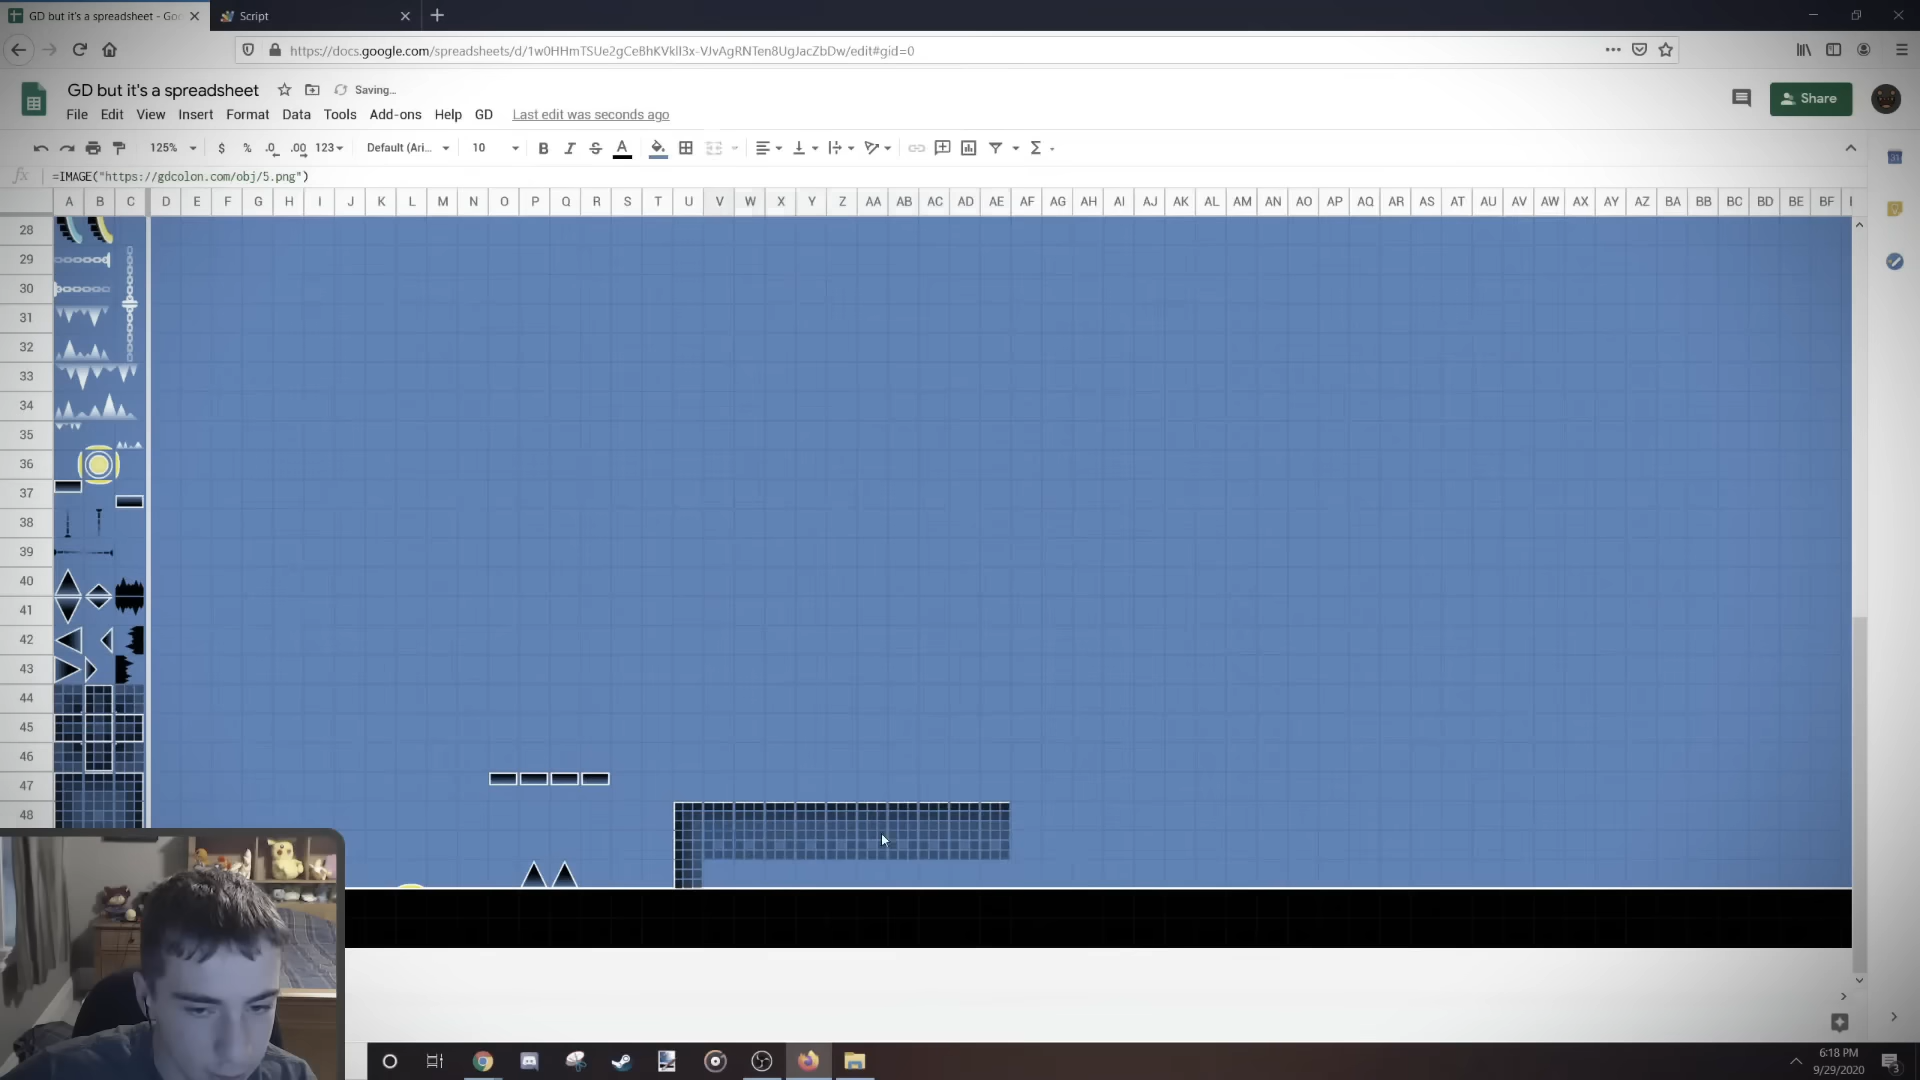 GD but it's a spreadsheet - Goo
Script
https://docs.google.com/spreadsheets/d/1w0HHmTSUe2gCeBhKVklI3x-VJvAgRNTen8UgJacZbDw/edit#gid=0
GD but it's a spreadsheet
Saving...
File Edit View Insert Format Data Tools Add-ons Help GD Last edit was seconds ago
Share
125% $ % .0 .00 123 Default (Ari... 10 B I S A
fx =IMAGE("https://gdcolon.com/obj/5.png")
A B C D E F G H I J K L M N O P Q R S T U V W X Y Z AA AB AC AD AE AF AG AH AI AJ AK AL AM AN AO AP AQ AR AS AT AU AV AW AX AY AZ BA BB BC BD BE BF
28
29
30
31
32
33
34
35
36
37
38
39
40
41
42
43
44
45
46
47
48
31
6:18 PM
9/29/2020
3